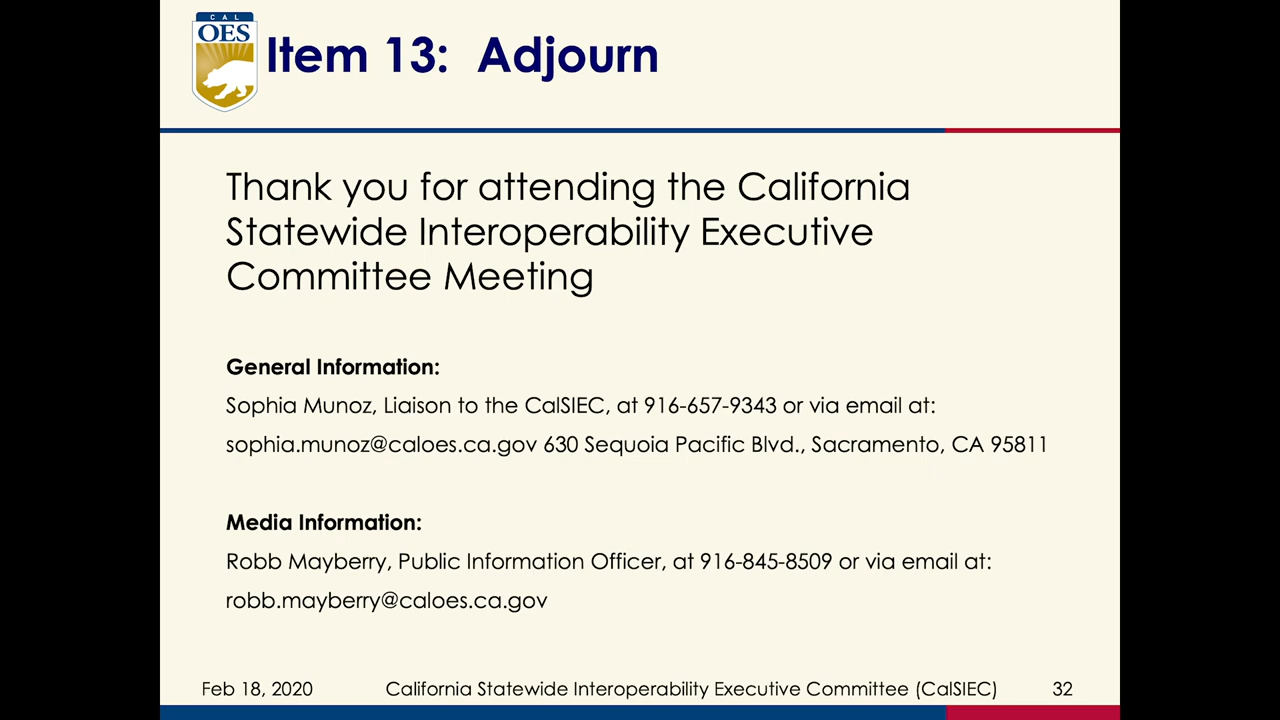 CAL
OES
Item 13: Adjourn
Thank you for attending the California
Statewide Interoperability Executive
Committee Meeting
General Information:
Sophia Munoz, Liaison to the CalSIEC, at 916-657-9343 or via email at:
sophia.munoz@caloes.ca.gov 630 Sequoia Pacific Blvd., Sacramento, CA 95811
Media Information:
Robb Mayberry, Public Information Officer, at 916-845-8509 or via email at:
robb.mayberry@caloes.ca.gov
Feb 18, 2020 California Statewide Interoperability Executive Committee (CalSIEC) 32